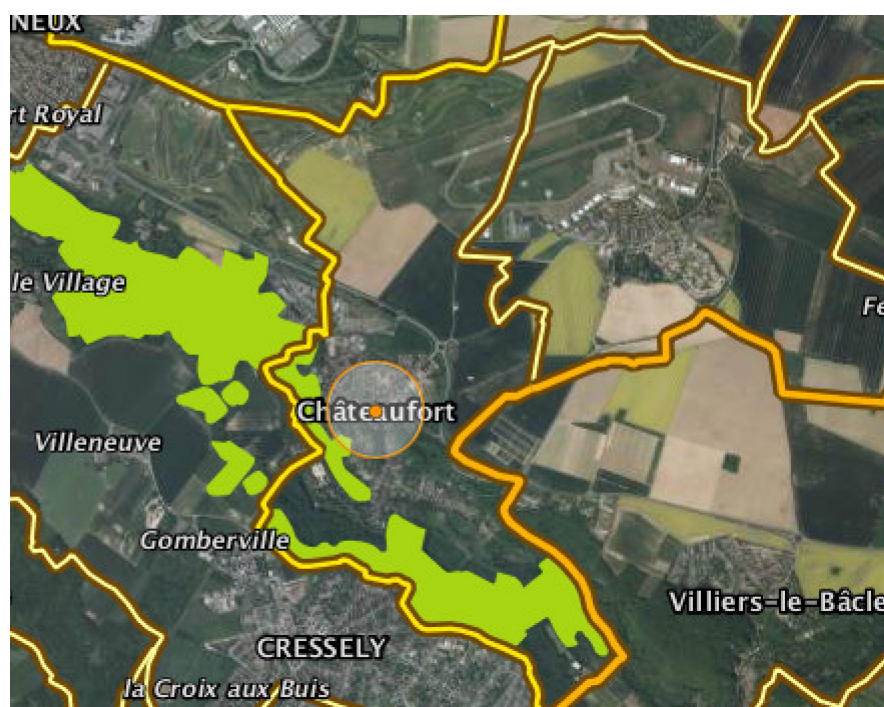 NEUX
rt Royal
le Village
Fe
Châteaufort
Villeneuve
Gomberville
Villiers-le-Bâcle
CRESSELY
la Croix aux Buis